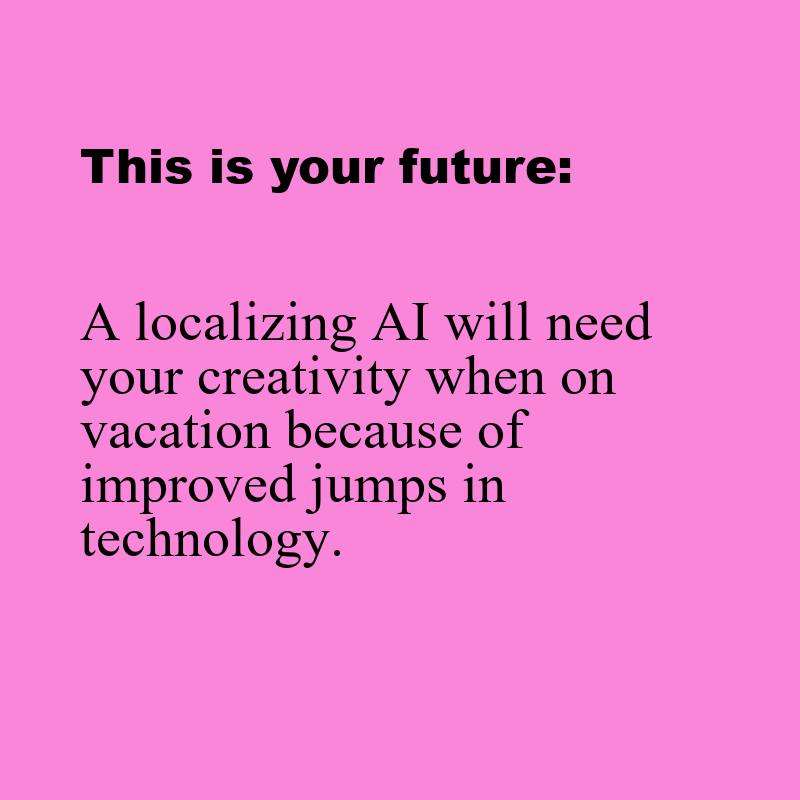 This is your future:
A localizing AI will need
your creativity when on
vacation because of
improved jumps in
technology.